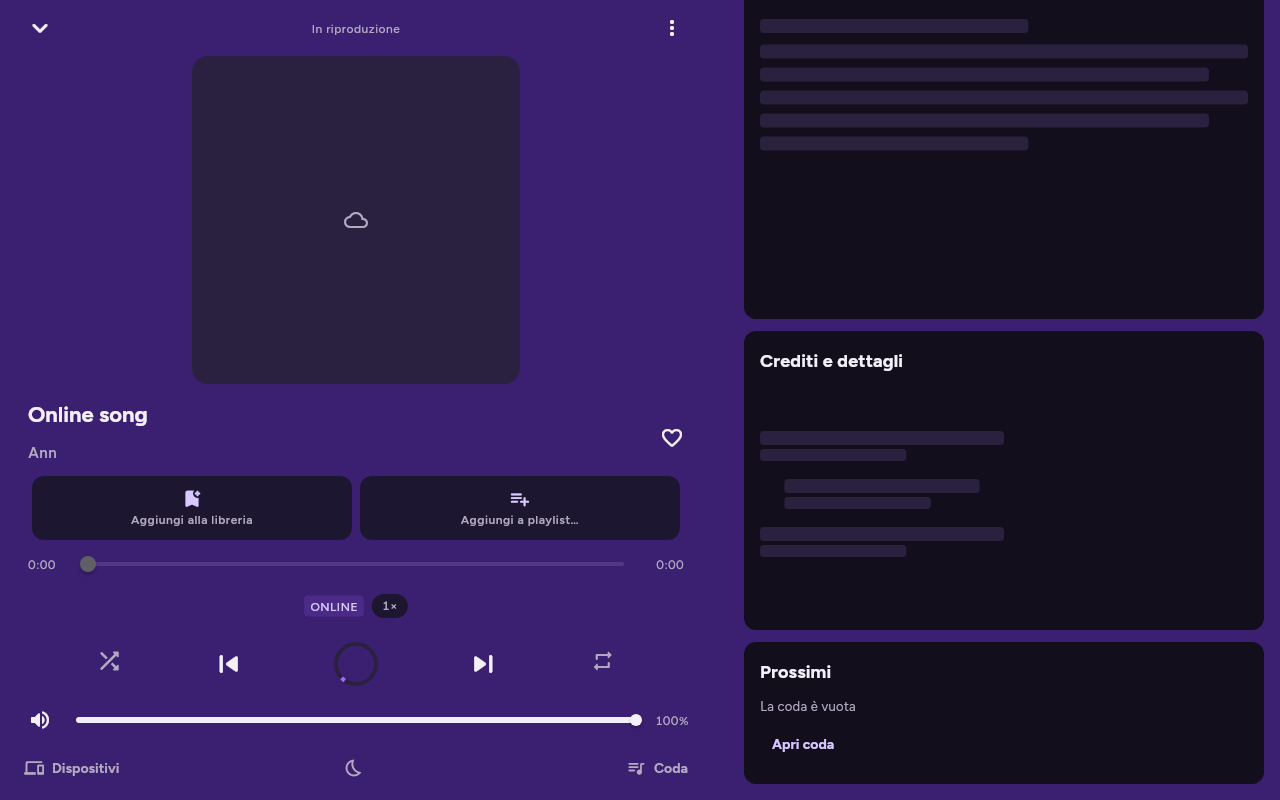 In riproduzione
Online song
Ann
Aggiungi alla libreria
Aggiungi a playlist...
0:00
0:00
ONLINE
1×
100%
Dispositivi
Coda
Crediti e dettagli
Prossimi
La coda è vuota
Apri coda